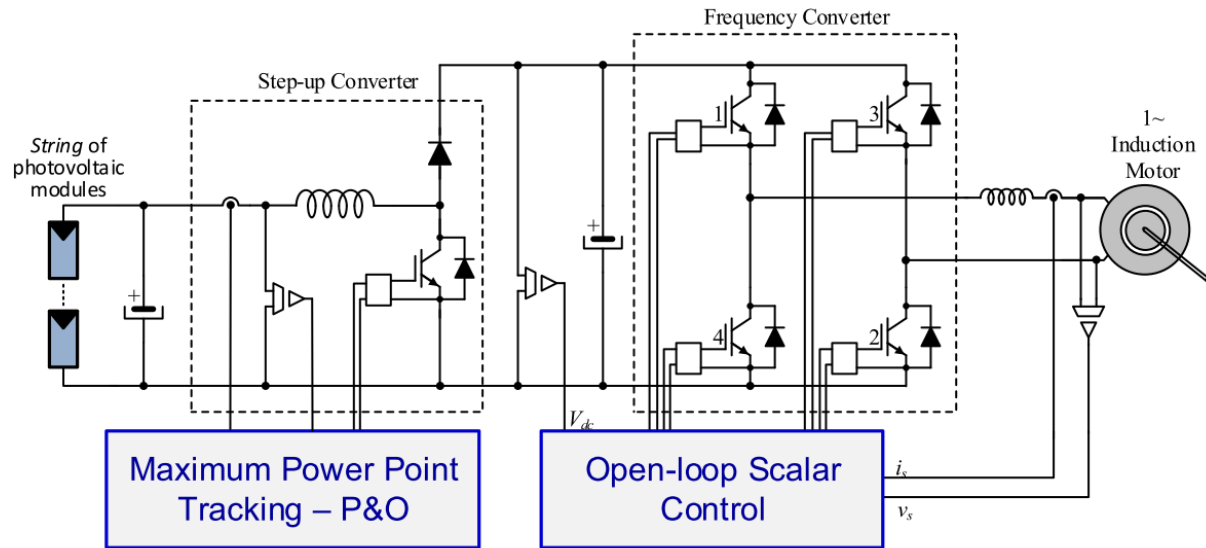 Frequency Converter
Step-up Converter
String of
photovoltaic
modules
1~
Induction
Motor
1
3
+
+
4
2
V_dc
i_s
v_s
Maximum Power Point
Tracking – P&O
Open-loop Scalar
Control